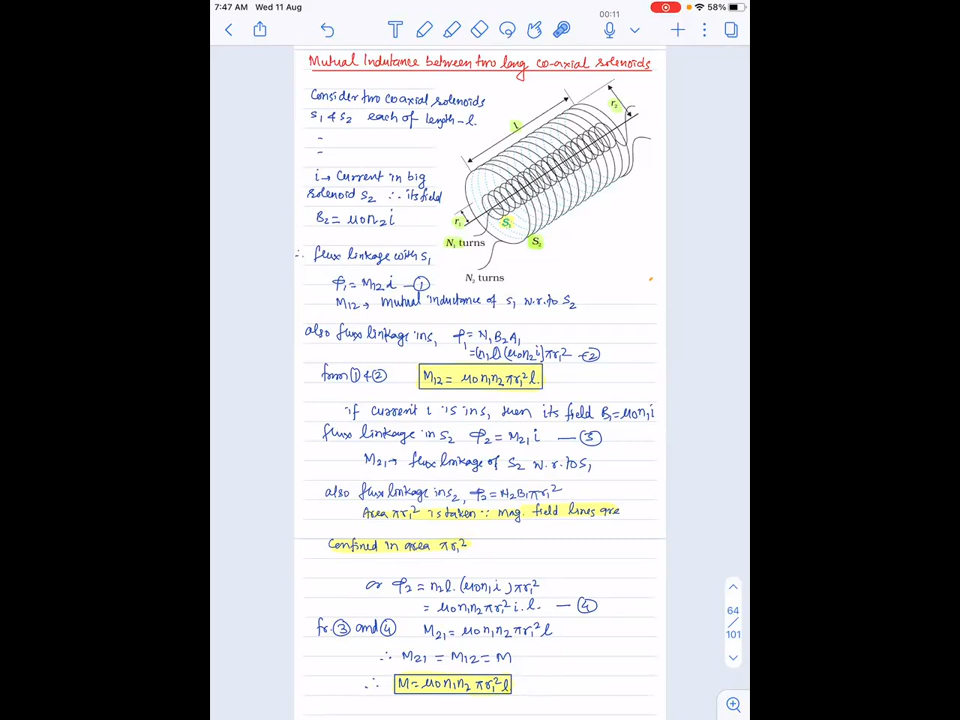 7:47 AM Wed 11 Aug
00:11
58%
Mutual Inductance between two long co-axial solenoids
Consider two coaxial solenoids
S1 & S2 each of length-l.
i→ Current in big
solenoid S2 ∴ its field
B2 = μ0n2i
∴ flux linkage with S1
φ1 = M12 i —①
M12→ Mutual inductance of S1 w.r.to S2
also flux linkage in S1, φ1 = N1B2A1
=(n1l)(μ0n2i)πr1² —②
from ① & ② M12 = μ0n1n2πr1²l.
if current i is in S1 then its field B1=μ0n1i
flux linkage in S2 φ2 = M21 i —③
M21→ flux linkage of S2 w.r.to S1
also flux linkage in S2, φ2 = N2B1πr1²
Area πr1² is taken ∵ mag. field lines are
Confined in area πr1²
or φ2 = n2l.(μ0n1i)πr1²
= μ0n1n2πr1²i.l. —④
fr. ③ and ④ M21 = μ0n1n2πr1²l
∴ M21 = M12 = M
∴ M = μ0n1n2πr1²l
l
r2
r1
S1
S2
N1 turns
N2 turns
64
101